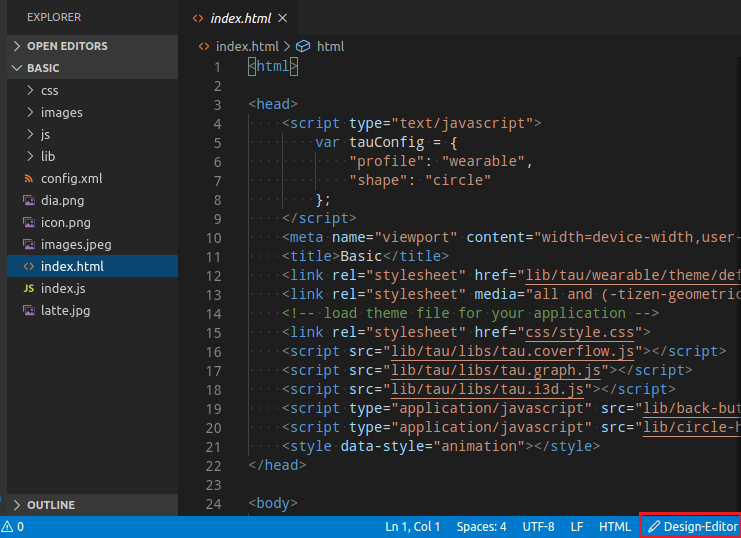 EXPLORER
OPEN EDITORS
BASIC
css
images
js
lib
config.xml
dia.png
icon.png
images.jpeg
index.html
JS index.js
latte.jpg
OUTLINE
index.html
index.html > html
1 <html>
2
3 <head>
4 <script type="text/javascript">
5 var tauConfig = {
6 "profile": "wearable",
7 "shape": "circle"
8 };
9 </script>
10 <meta name="viewport" content="width=device-width,user-
11 <title>Basic</title>
12 <link rel="stylesheet" href="lib/tau/wearable/theme/def
13 <link rel="stylesheet" media="all and (-tizen-geometric
14 <!-- load theme file for your application -->
15 <link rel="stylesheet" href="css/style.css">
16 <script src="lib/tau/libs/tau.coverflow.js"></script>
17 <script src="lib/tau/libs/tau.graph.js"></script>
18 <script src="lib/tau/libs/tau.i3d.js"></script>
19 <script type="application/javascript" src="lib/back-but
20 <script type="application/javascript" src="lib/circle-h
21 <style data-style="animation"></style>
22 </head>
23
24 <body>
0 Ln 1, Col 1 Spaces: 4 UTF-8 LF HTML Design-Editor